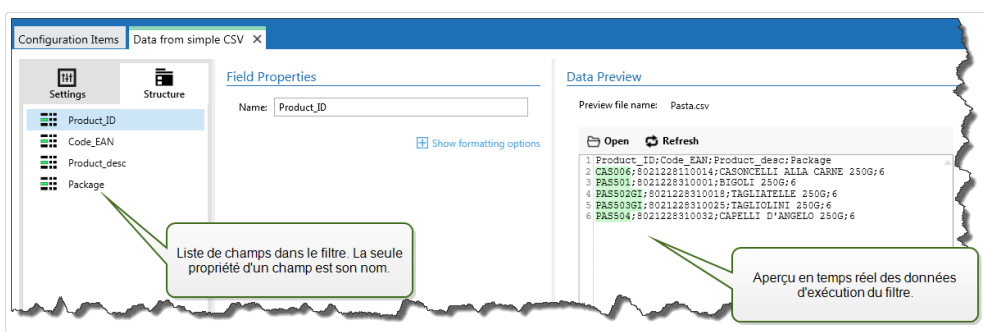 Configuration Items
Data from simple CSV ✕
Settings
Structure
Product_ID
Code_EAN
Product_desc
Package
Field Properties
Name: Product_ID
Show formatting options
Data Preview
Preview file name: Pasta.csv
Open Refresh
1 Product_ID;Code_EAN;Product_desc;Package
2 CAS006;8021228110014;CASONCELLI ALLA CARNE 250G;6
3 PAS501;8021228310001;BIGOLI 250G;6
4 PAS502GI;8021228310018;TAGLIATELLE 250G;6
5 PAS503GI;8021228310025;TAGLIOLINI 250G;6
6 PAS504;8021228310032;CAPELLI D'ANGELO 250G;6
Liste de champs dans le filtre. La seule
propriété d'un champ est son nom.
Aperçu en temps réel des données
d'exécution du filtre.